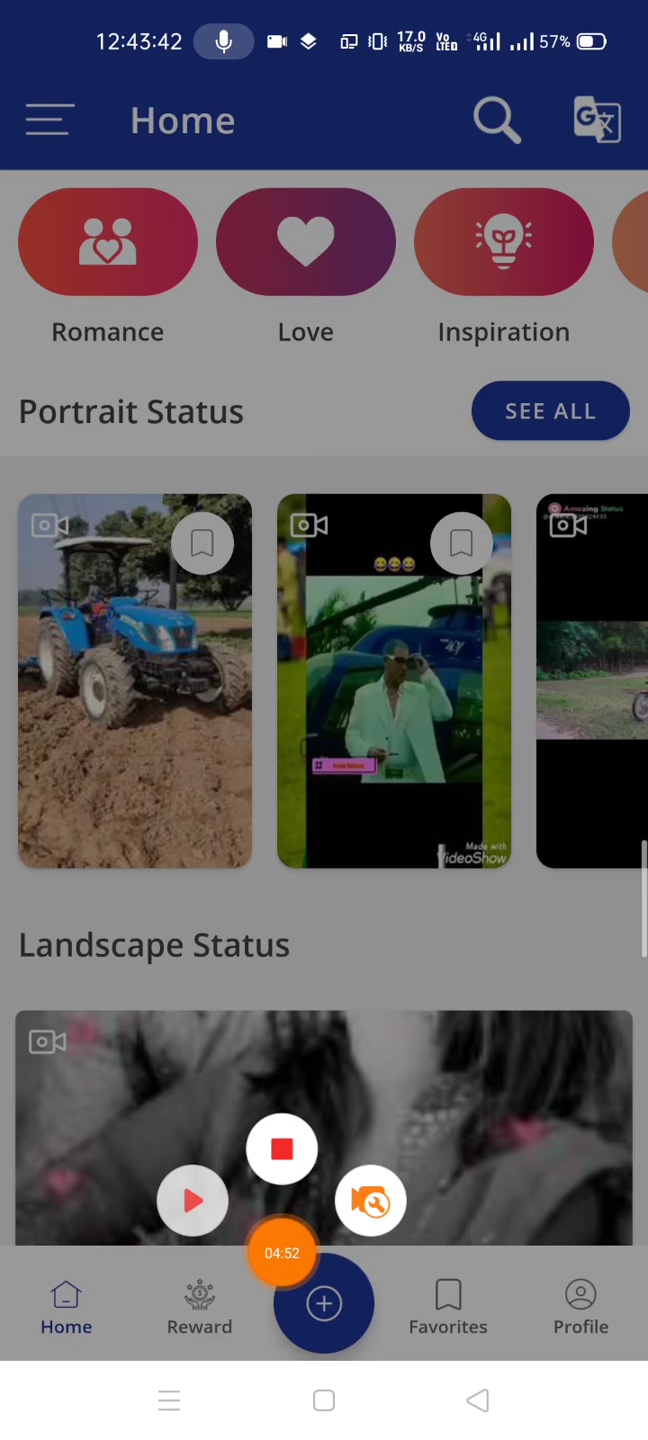 12:43:42
17.0
KB/S
Vo
LTE
4G
57%
Home
Romance
Love
Inspiration
Portrait Status
SEE ALL
Amazing Status
Made with
VideoShow
Landscape Status
04:52
Home
Reward
Favorites
Profile